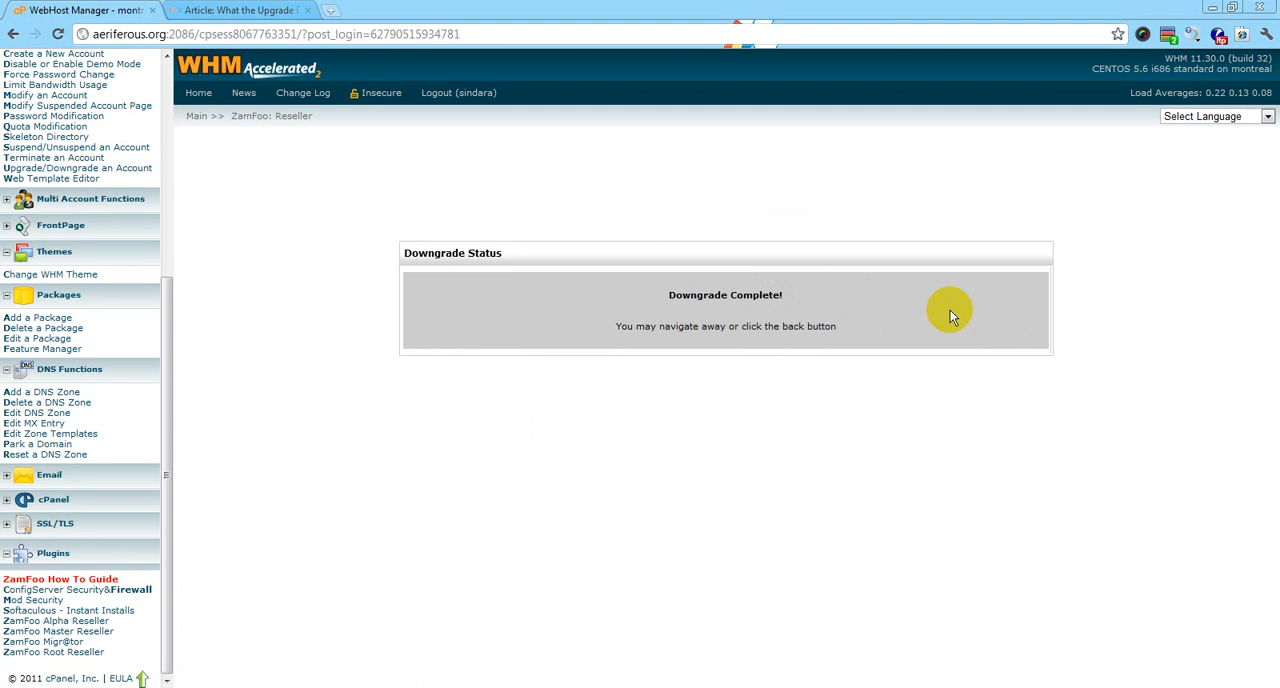 WebHost Manager - montr
Article: What the Upgrade D
aeriferous.org:2086/cpsess8067763351/?post_login=62790515934781
Create a New Account
Disable or Enable Demo Mode
Force Password Change
Limit Bandwidth Usage
Modify an Account
Modify Suspended Account Page
Password Modification
Quota Modification
Skeleton Directory
Suspend/Unsuspend an Account
Terminate an Account
Upgrade/Downgrade an Account
Web Template Editor
Multi Account Functions
FrontPage
Themes
Change WHM Theme
Packages
Add a Package
Delete a Package
Edit a Package
Feature Manager
DNS Functions
Add a DNS Zone
Delete a DNS Zone
Edit DNS Zone
Edit MX Entry
Edit Zone Templates
Park a Domain
Reset a DNS Zone
Email
cPanel
SSL/TLS
Plugins
ZamFoo How To Guide
ConfigServer Security&Firewall
Mod Security
Softaculous - Instant Installs
ZamFoo Alpha Reseller
ZamFoo Master Reseller
ZamFoo Migr@tor
ZamFoo Root Reseller
© 2011 cPanel, Inc. | EULA
WHM Accelerated2
WHM 11.30.0 (build 32)
CENTOS 5.6 i686 standard on montreal
Home News Change Log Insecure Logout (sindara)
Load Averages: 0.22 0.13 0.08
Main >> ZamFoo: Reseller
Select Language
Downgrade Status
Downgrade Complete!
You may navigate away or click the back button